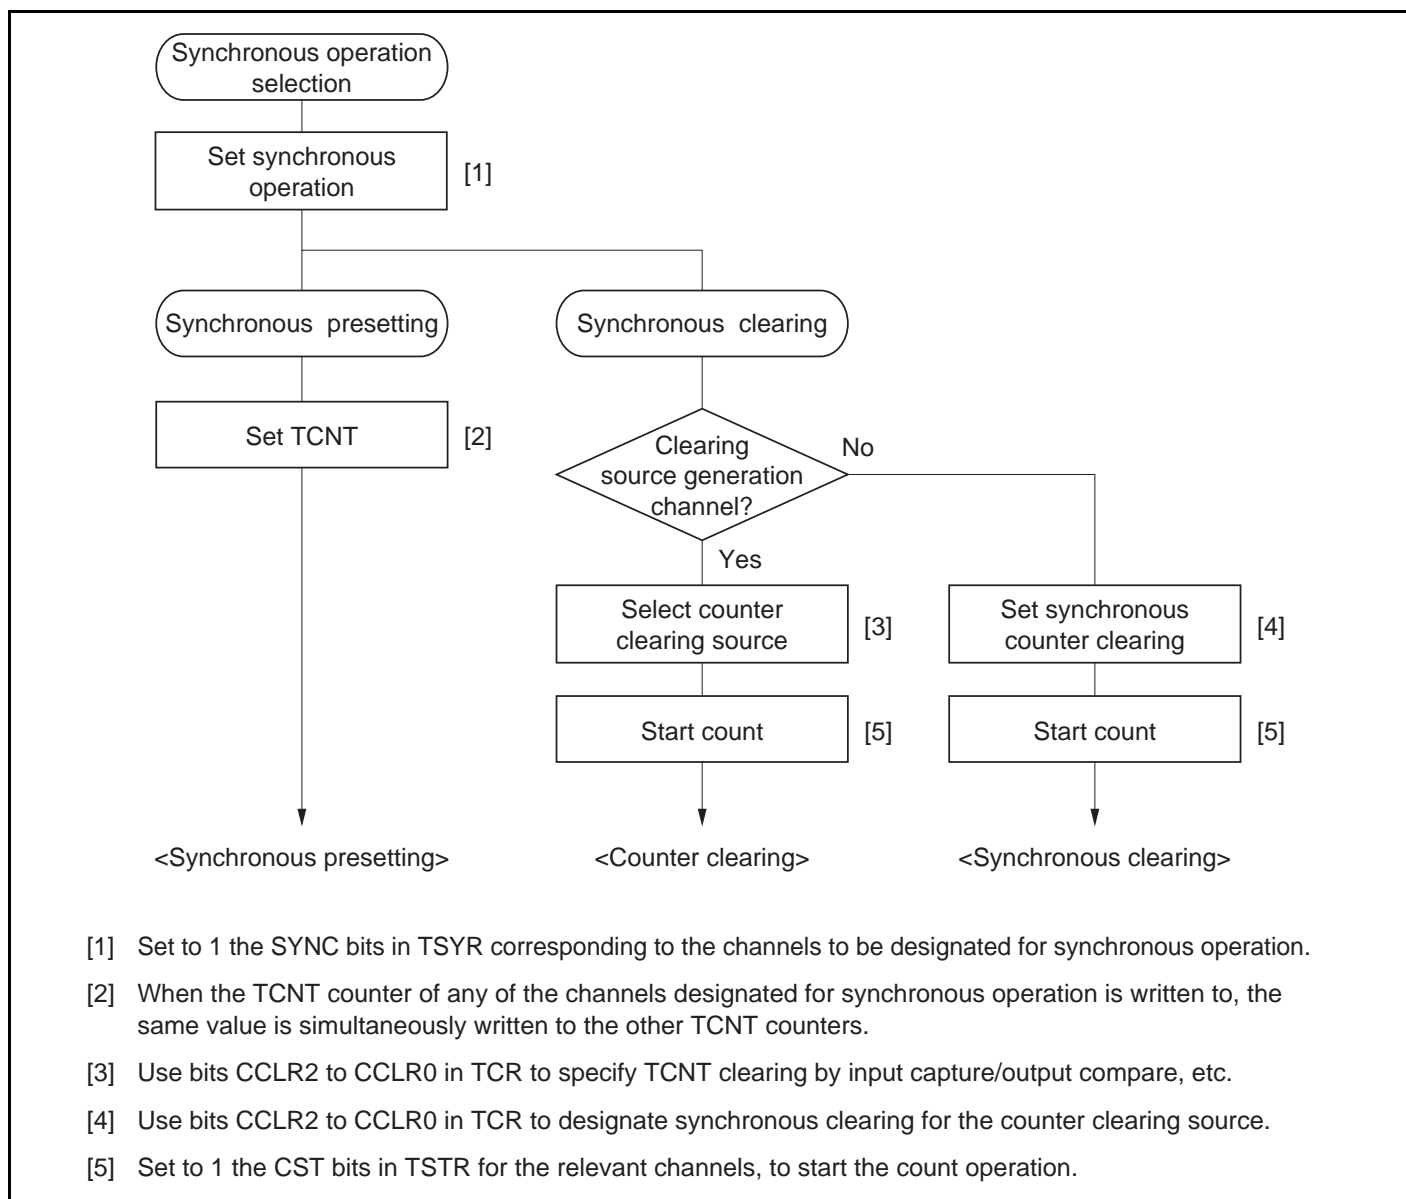 Synchronous operation
selection
Set synchronous
operation
[1]
Synchronous presetting
Synchronous clearing
Set TCNT
[2]
Clearing
source generation
channel?
No
Yes
Select counter
clearing source
[3]
Set synchronous
counter clearing
[4]
Start count
[5]
Start count
[5]
<Synchronous presetting>
<Counter clearing>
<Synchronous clearing>
[1] Set to 1 the SYNC bits in TSYR corresponding to the channels to be designated for synchronous operation.
[2] When the TCNT counter of any of the channels designated for synchronous operation is written to, the
same value is simultaneously written to the other TCNT counters.
[3] Use bits CCLR2 to CCLR0 in TCR to specify TCNT clearing by input capture/output compare, etc.
[4] Use bits CCLR2 to CCLR0 in TCR to designate synchronous clearing for the counter clearing source.
[5] Set to 1 the CST bits in TSTR for the relevant channels, to start the count operation.